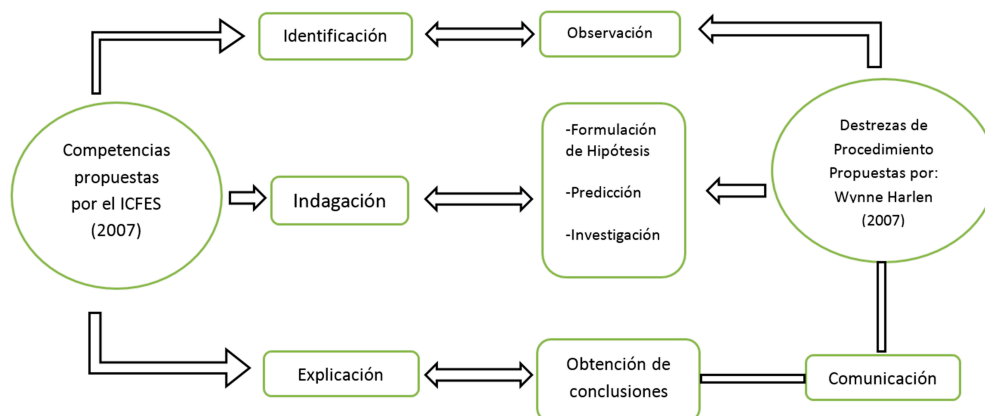 Identificación
Observación
Competencias
propuestas
por el ICFES
(2007)
Indagación
-Formulación
de Hipótesis
-Predicción
-Investigación
Destrezas de
Procedimiento
Propuestas por:
Wynne Harlen
(2007)
Explicación
Obtención de
conclusiones
Comunicación